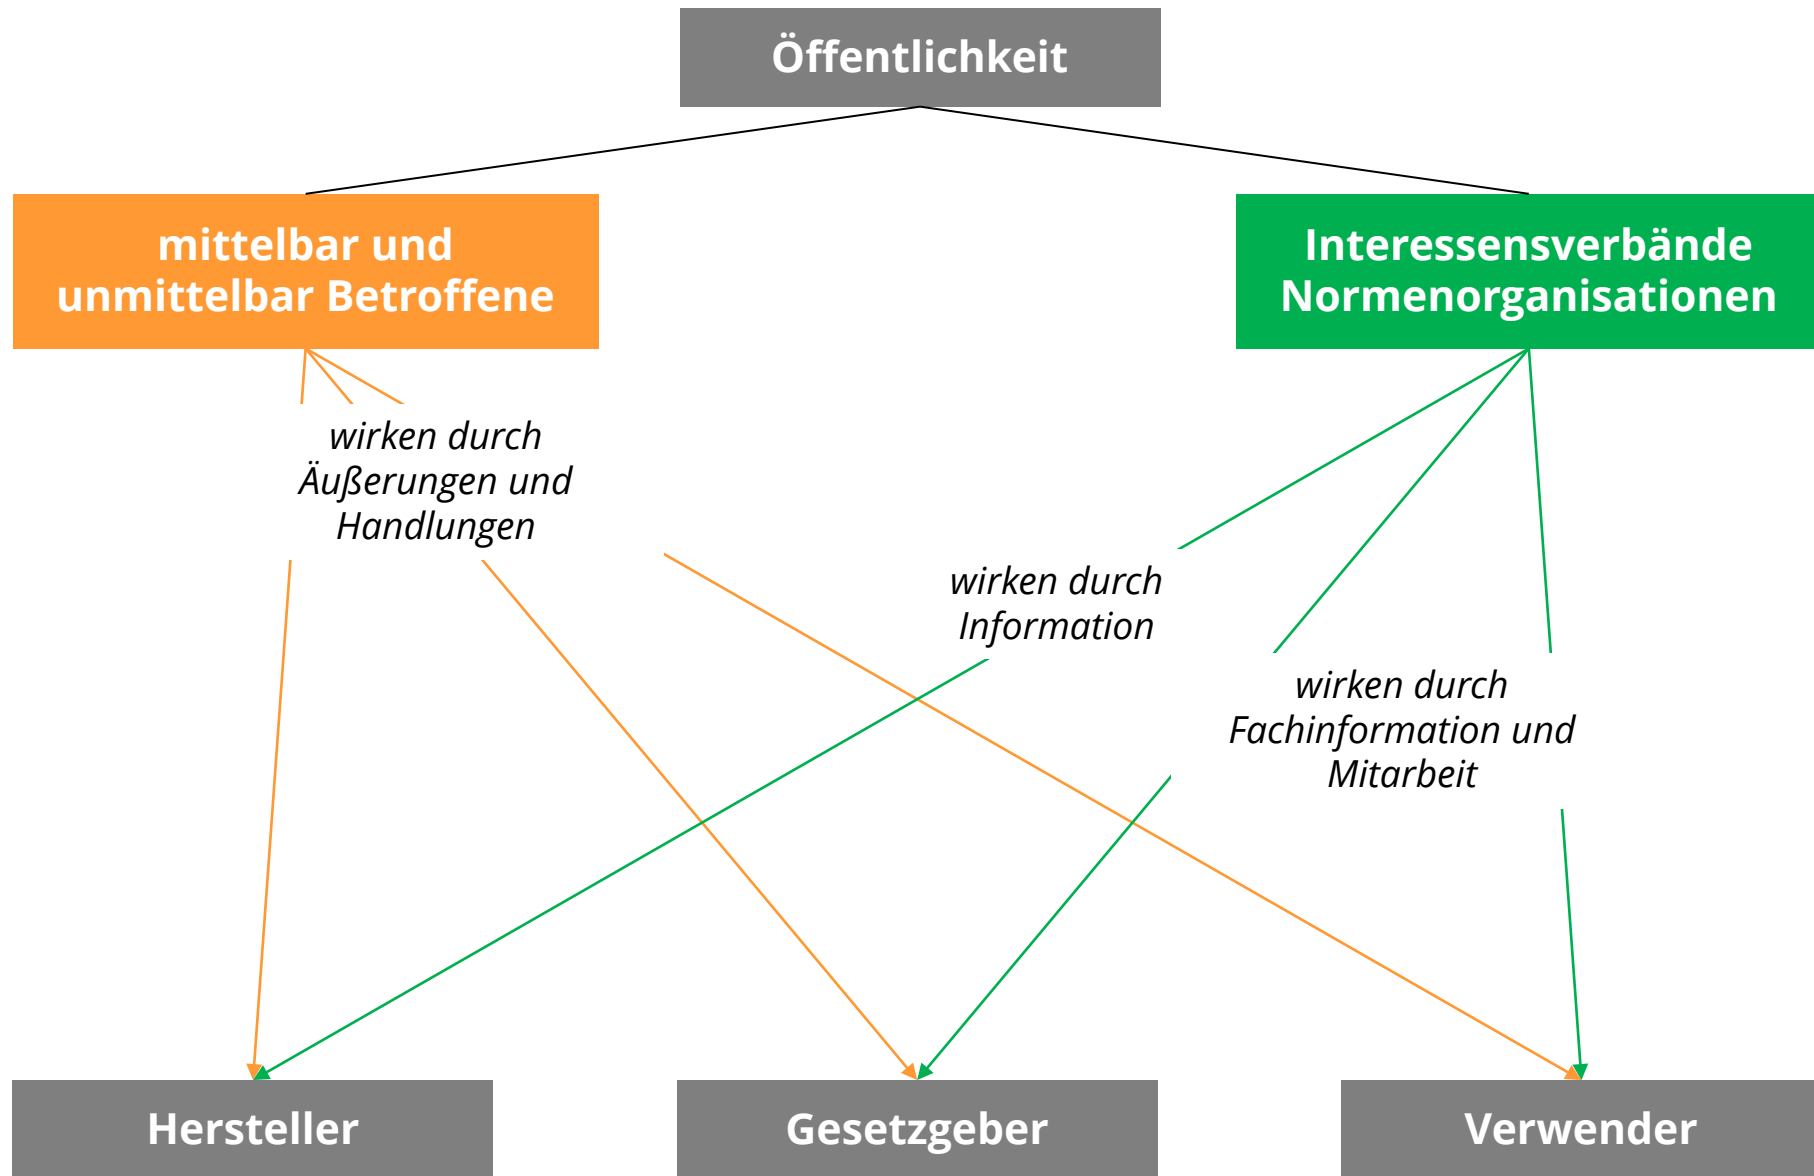 Öffentlichkeit
mittelbar und
unmittelbar Betroffene
Interessensverbände
Normenorganisationen
wirken durch
Äußerungen und
Handlungen
wirken durch
Information
wirken durch
Fachinformation und
Mitarbeit
Hersteller
Gesetzgeber
Verwender